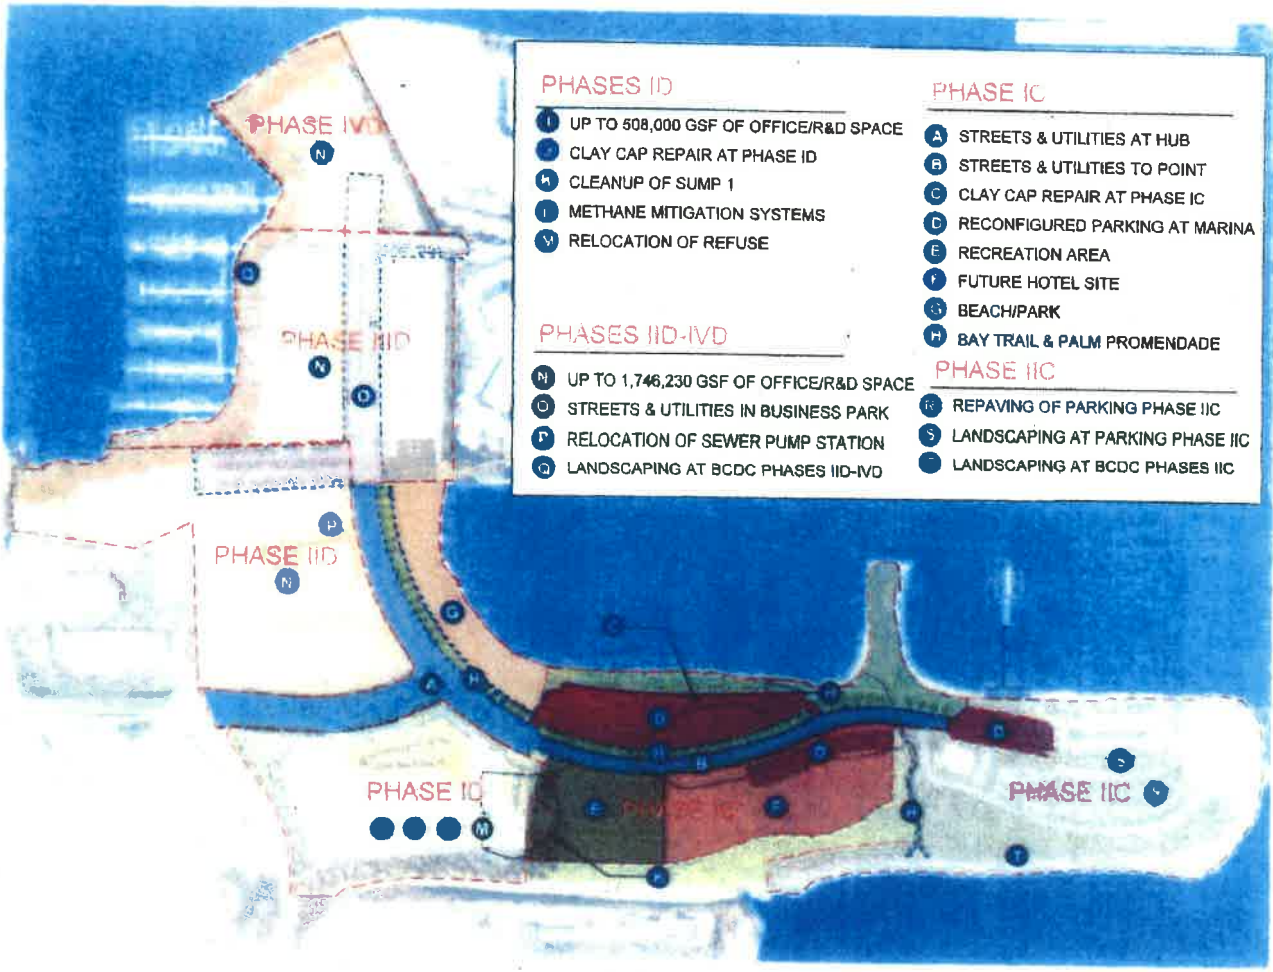 PHASES ID
UP TO 508,000 GSF OF OFFICE/R&D SPACE
CLAY CAP REPAIR AT PHASE ID
CLEANUP OF SUMP 1
METHANE MITIGATION SYSTEMS
M RELOCATION OF REFUSE
PHASES IID-IVD
N UP TO 1,746,230 GSF OF OFFICE/R&D SPACE
O STREETS & UTILITIES IN BUSINESS PARK
P RELOCATION OF SEWER PUMP STATION
Q LANDSCAPING AT BCDC PHASES IID-IVD
PHASE IC
A STREETS & UTILITIES AT HUB
B STREETS & UTILITIES TO POINT
C CLAY CAP REPAIR AT PHASE IC
D RECONFIGURED PARKING AT MARINA
E RECREATION AREA
F FUTURE HOTEL SITE
G BEACH/PARK
H BAY TRAIL & PALM PROMENDADE
PHASE IIC
R REPAVING OF PARKING PHASE IIC
S LANDSCAPING AT PARKING PHASE IIC
LANDSCAPING AT BCDC PHASES IIC
PHASE IVD
N
Q
PHASE IIID
N
O
P
PHASE IID
N
G
A
H
H
D
H
B
D
D
S
PHASE IIC
PHASE ID
M
E
PHASE IC
F
H
T
K